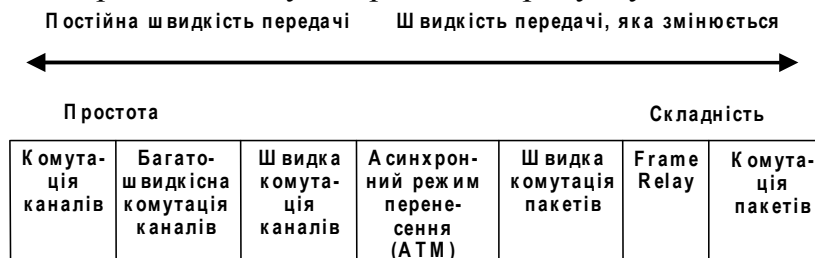 Постійна швидкість передачі Швидкість передачі, яка змінюється
Простота Складність
Комута-
ція
каналів
Багато-
швидкісна
комутація
каналів
Швидка
комута-
ція
каналів
Асинхрон-
ний режим
перене-
сення
(ATM)
Швидка
комутація
пакетів
Frame
Relay
Комута-
ція
пакетів